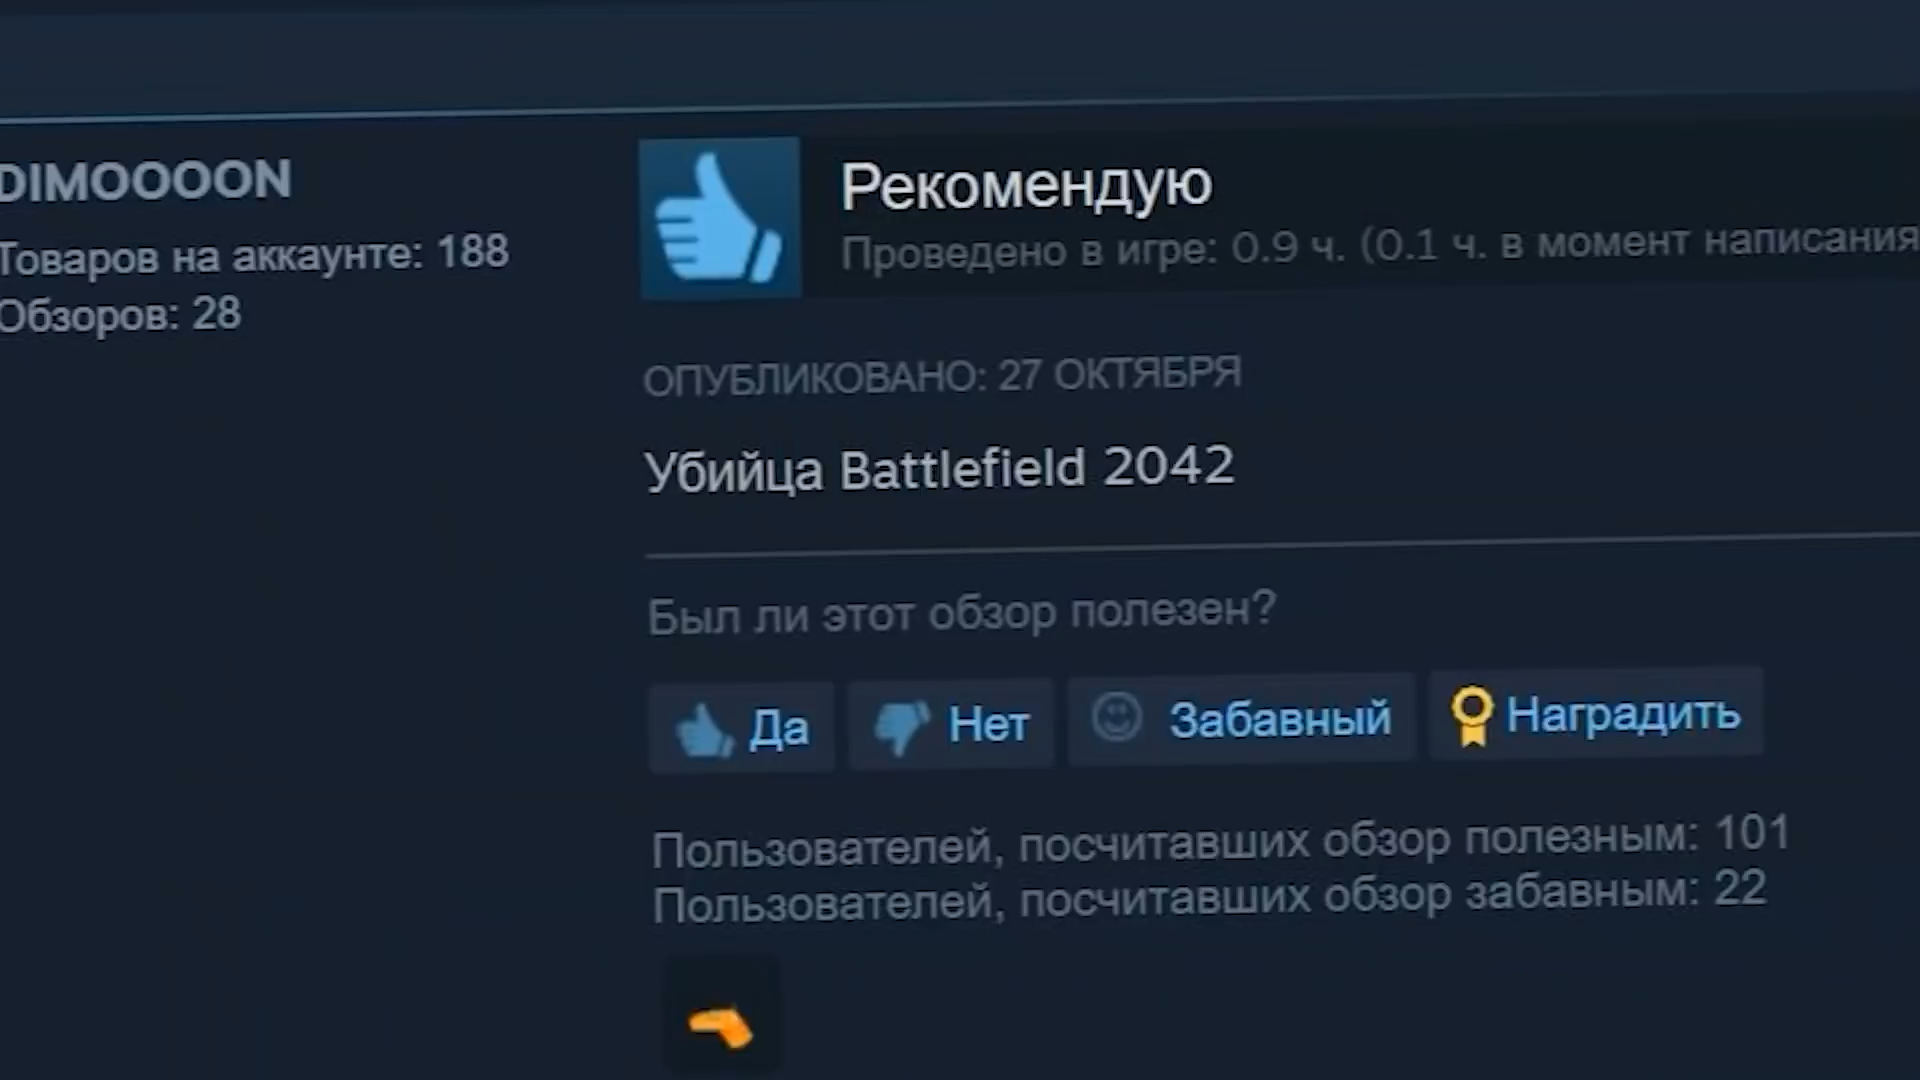 DIMOOOON
Товаров на аккаунте: 188
Обзоров: 28
Рекомендую
Проведено в игре: 0.9 ч. (0.1 ч. в момент написания
ОПУБЛИКОВАНО: 27 ОКТЯБРЯ
Убийца Battlefield 2042
Был ли этот обзор полезен?
Да
Нет
Забавный
Наградить
Пользователей, посчитавших обзор полезным: 101
Пользователей, посчитавших обзор забавным: 22